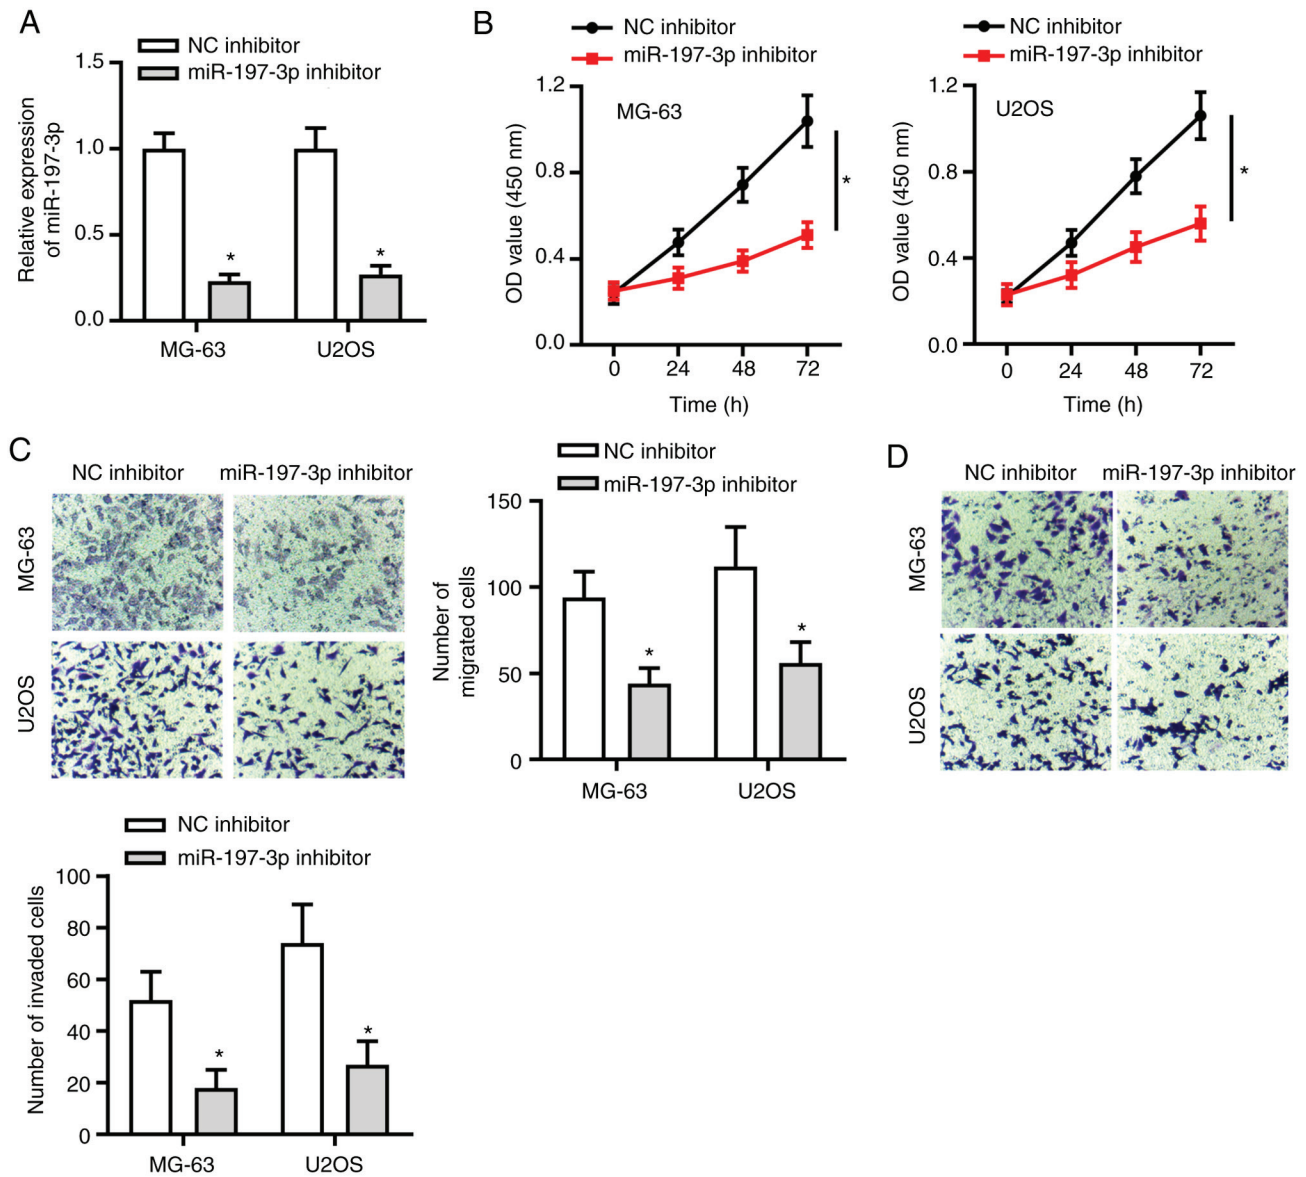 A
NC inhibitor
miR-197-3p inhibitor
Relative expression
of miR-197-3p
1.5
1.0
0.5
0.0
*
*
MG-63
U2OS
B
NC inhibitor
miR-197-3p inhibitor
MG-63
OD value (450 nm)
1.2
0.8
0.4
0.0
*
0
24
48
72
Time (h)
NC inhibitor
miR-197-3p inhibitor
U2OS
OD value (450 nm)
1.2
0.8
0.4
0.0
*
0
24
48
72
Time (h)
C
NC inhibitor
miR-197-3p inhibitor
MG-63
U2OS
NC inhibitor
miR-197-3p inhibitor
Number of
migrated cells
150
100
50
0
*
*
MG-63
U2OS
D
NC inhibitor
miR-197-3p inhibitor
MG-63
U2OS
NC inhibitor
miR-197-3p inhibitor
Number of invaded cells
100
80
60
40
20
0
*
*
MG-63
U2OS